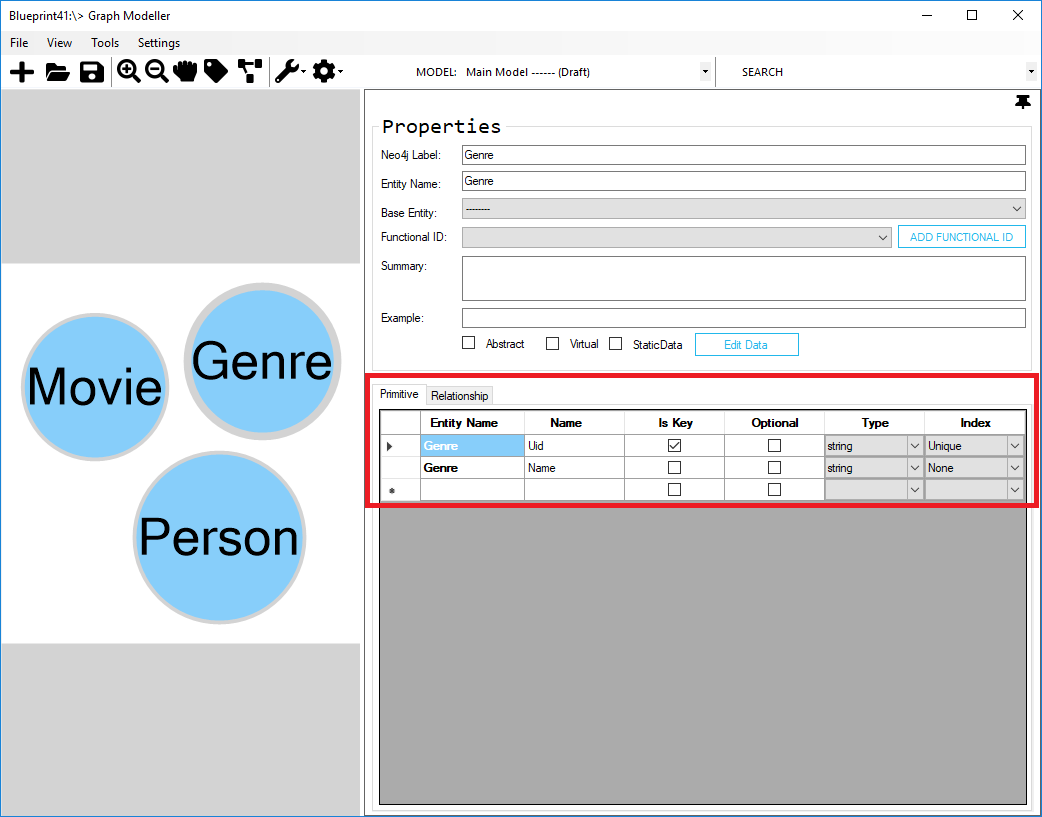 Blueprint41:\> Graph Modeller
File View Tools Settings
MODEL: Main Model ------ (Draft) SEARCH
Movie
Genre
Person
Properties
Neo4j Label: Genre
Entity Name: Genre
Base Entity: --------
Functional ID: ADD FUNCTIONAL ID
Summary:
Example:
Abstract Virtual StaticData Edit Data
Primitive Relationship
Entity Name Name Is Key Optional Type Index
Genre Uid string Unique
Genre Name string None